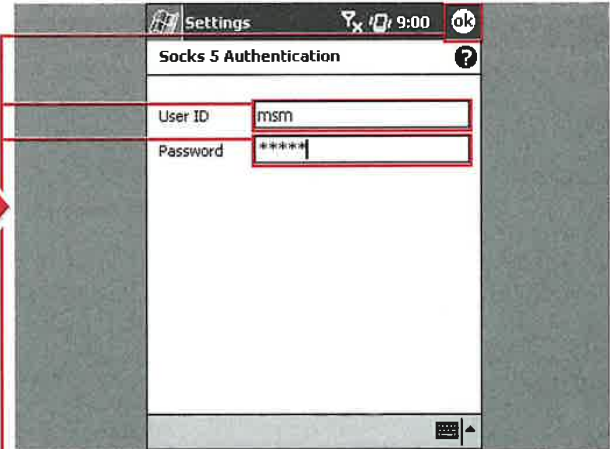 Settings 9:00 ok
Socks 5 Authentication ?
User ID msm
Password *****